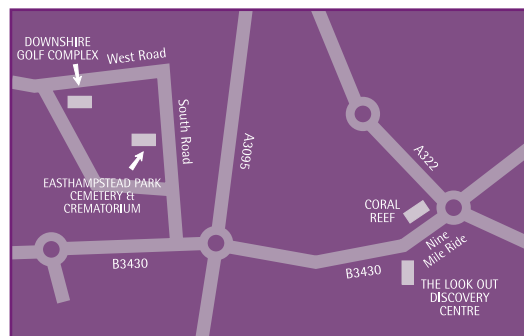 DOWNSHIRE
GOLF COMPLEX
West Road
South Road
A3095
EASTHAMPSTEAD PARK
CEMETERY &
CREMATORIUM
A322
CORAL
REEF
Nine
Mile Ride
B3430
B3430
THE LOOK OUT
DISCOVERY
CENTRE